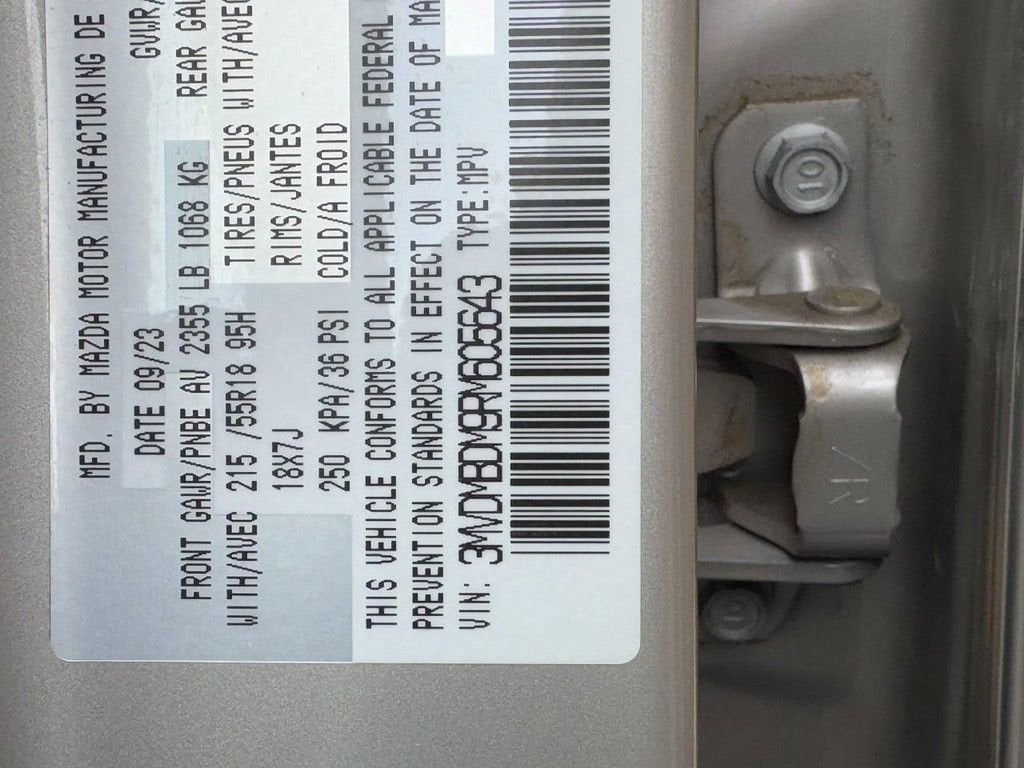 MFD. BY MAZDA MOTOR MANUFACTURING DE
DATE 09/23 GVWR/
FRONT GAWR/PNBE AV 2355 LB 1068 KG REAR GAW
WITH/AVEC 215 /55R18 95H TIRES/PNEUS WITH/AVEC
18X7J RIMS/JANTES
250 KPA/36 PSI COLD/A FROID
THIS VEHICLE CONFORMS TO ALL APPLICABLE FEDERAL
PREVENTION STANDARDS IN EFFECT ON THE DATE OF MA
VIN: 3MVDMBDM9RM605643 TYPE:MPV
10
/R